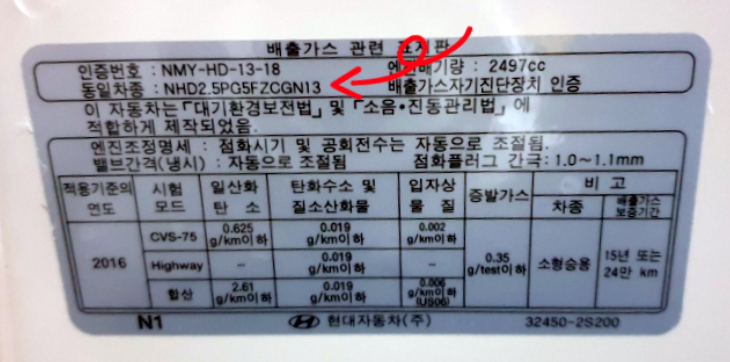 배출가스 관련 표지판
인증번호 : NMY-HD-13-18 엔진배기량 : 2497cc
동일차종 : NHD2.5PG5FZCGN13 배출가스자기진단장치 인증
이 자동차는「대기환경보전법」및「소음•진동관리법」에
적합하게 제작되었음.
엔진조정명세 : 점화시기 및 공회전수는 자동으로 조절됨.
밸브간격(냉시) : 자동으로 조절됨 점화플러그 간극: 1.0~1.1mm
적용기준의 연도 시험 모드 일산화 탄소 탄화수소 및 질소산화물 입자상 물질 증발가스 비고
차종 배출가스 보증기간
2016 CVS-75 0.625 g/km이하 0.019 g/km이하 0.002 g/km이하 0.35 g/test이하 소형승용 15년 또는 24만 km
Highway – 0.019 g/km이하 –
합산 2.61 g/km이하 0.019 g/km이하 0.006 g/km이하 (US06)
N1 현대자동차(주) 32450-2S200